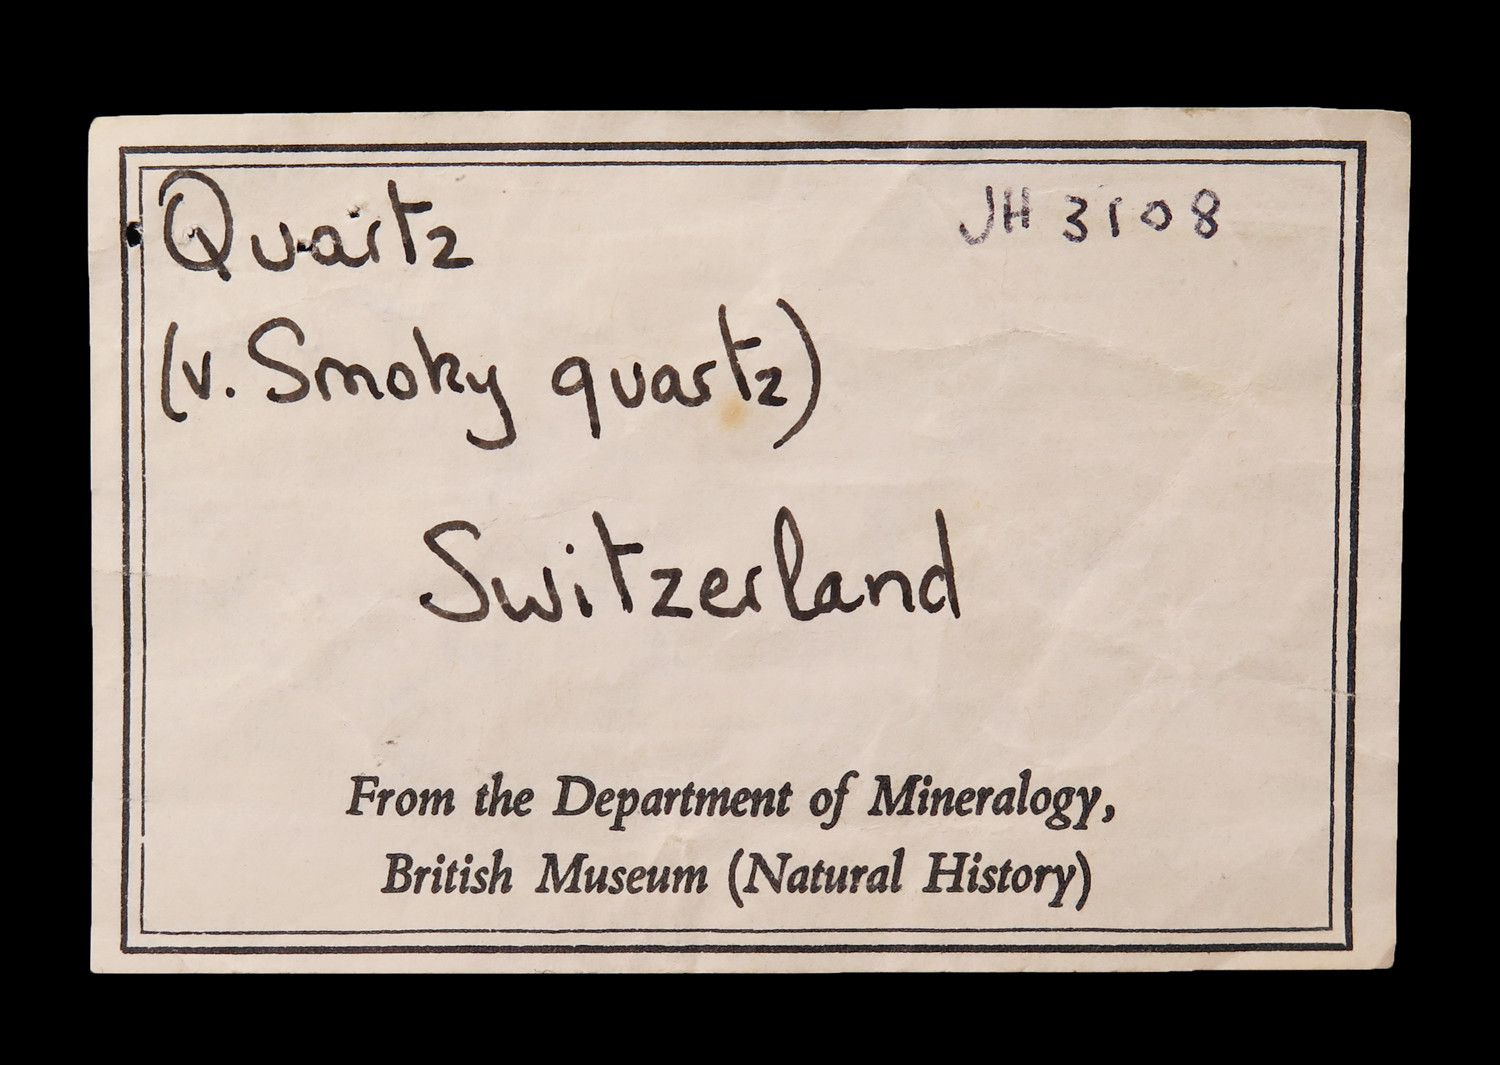 Quartz
JH 3108
(v. Smoky quartz)
Switzerland
From the Department of Mineralogy,
British Museum (Natural History)